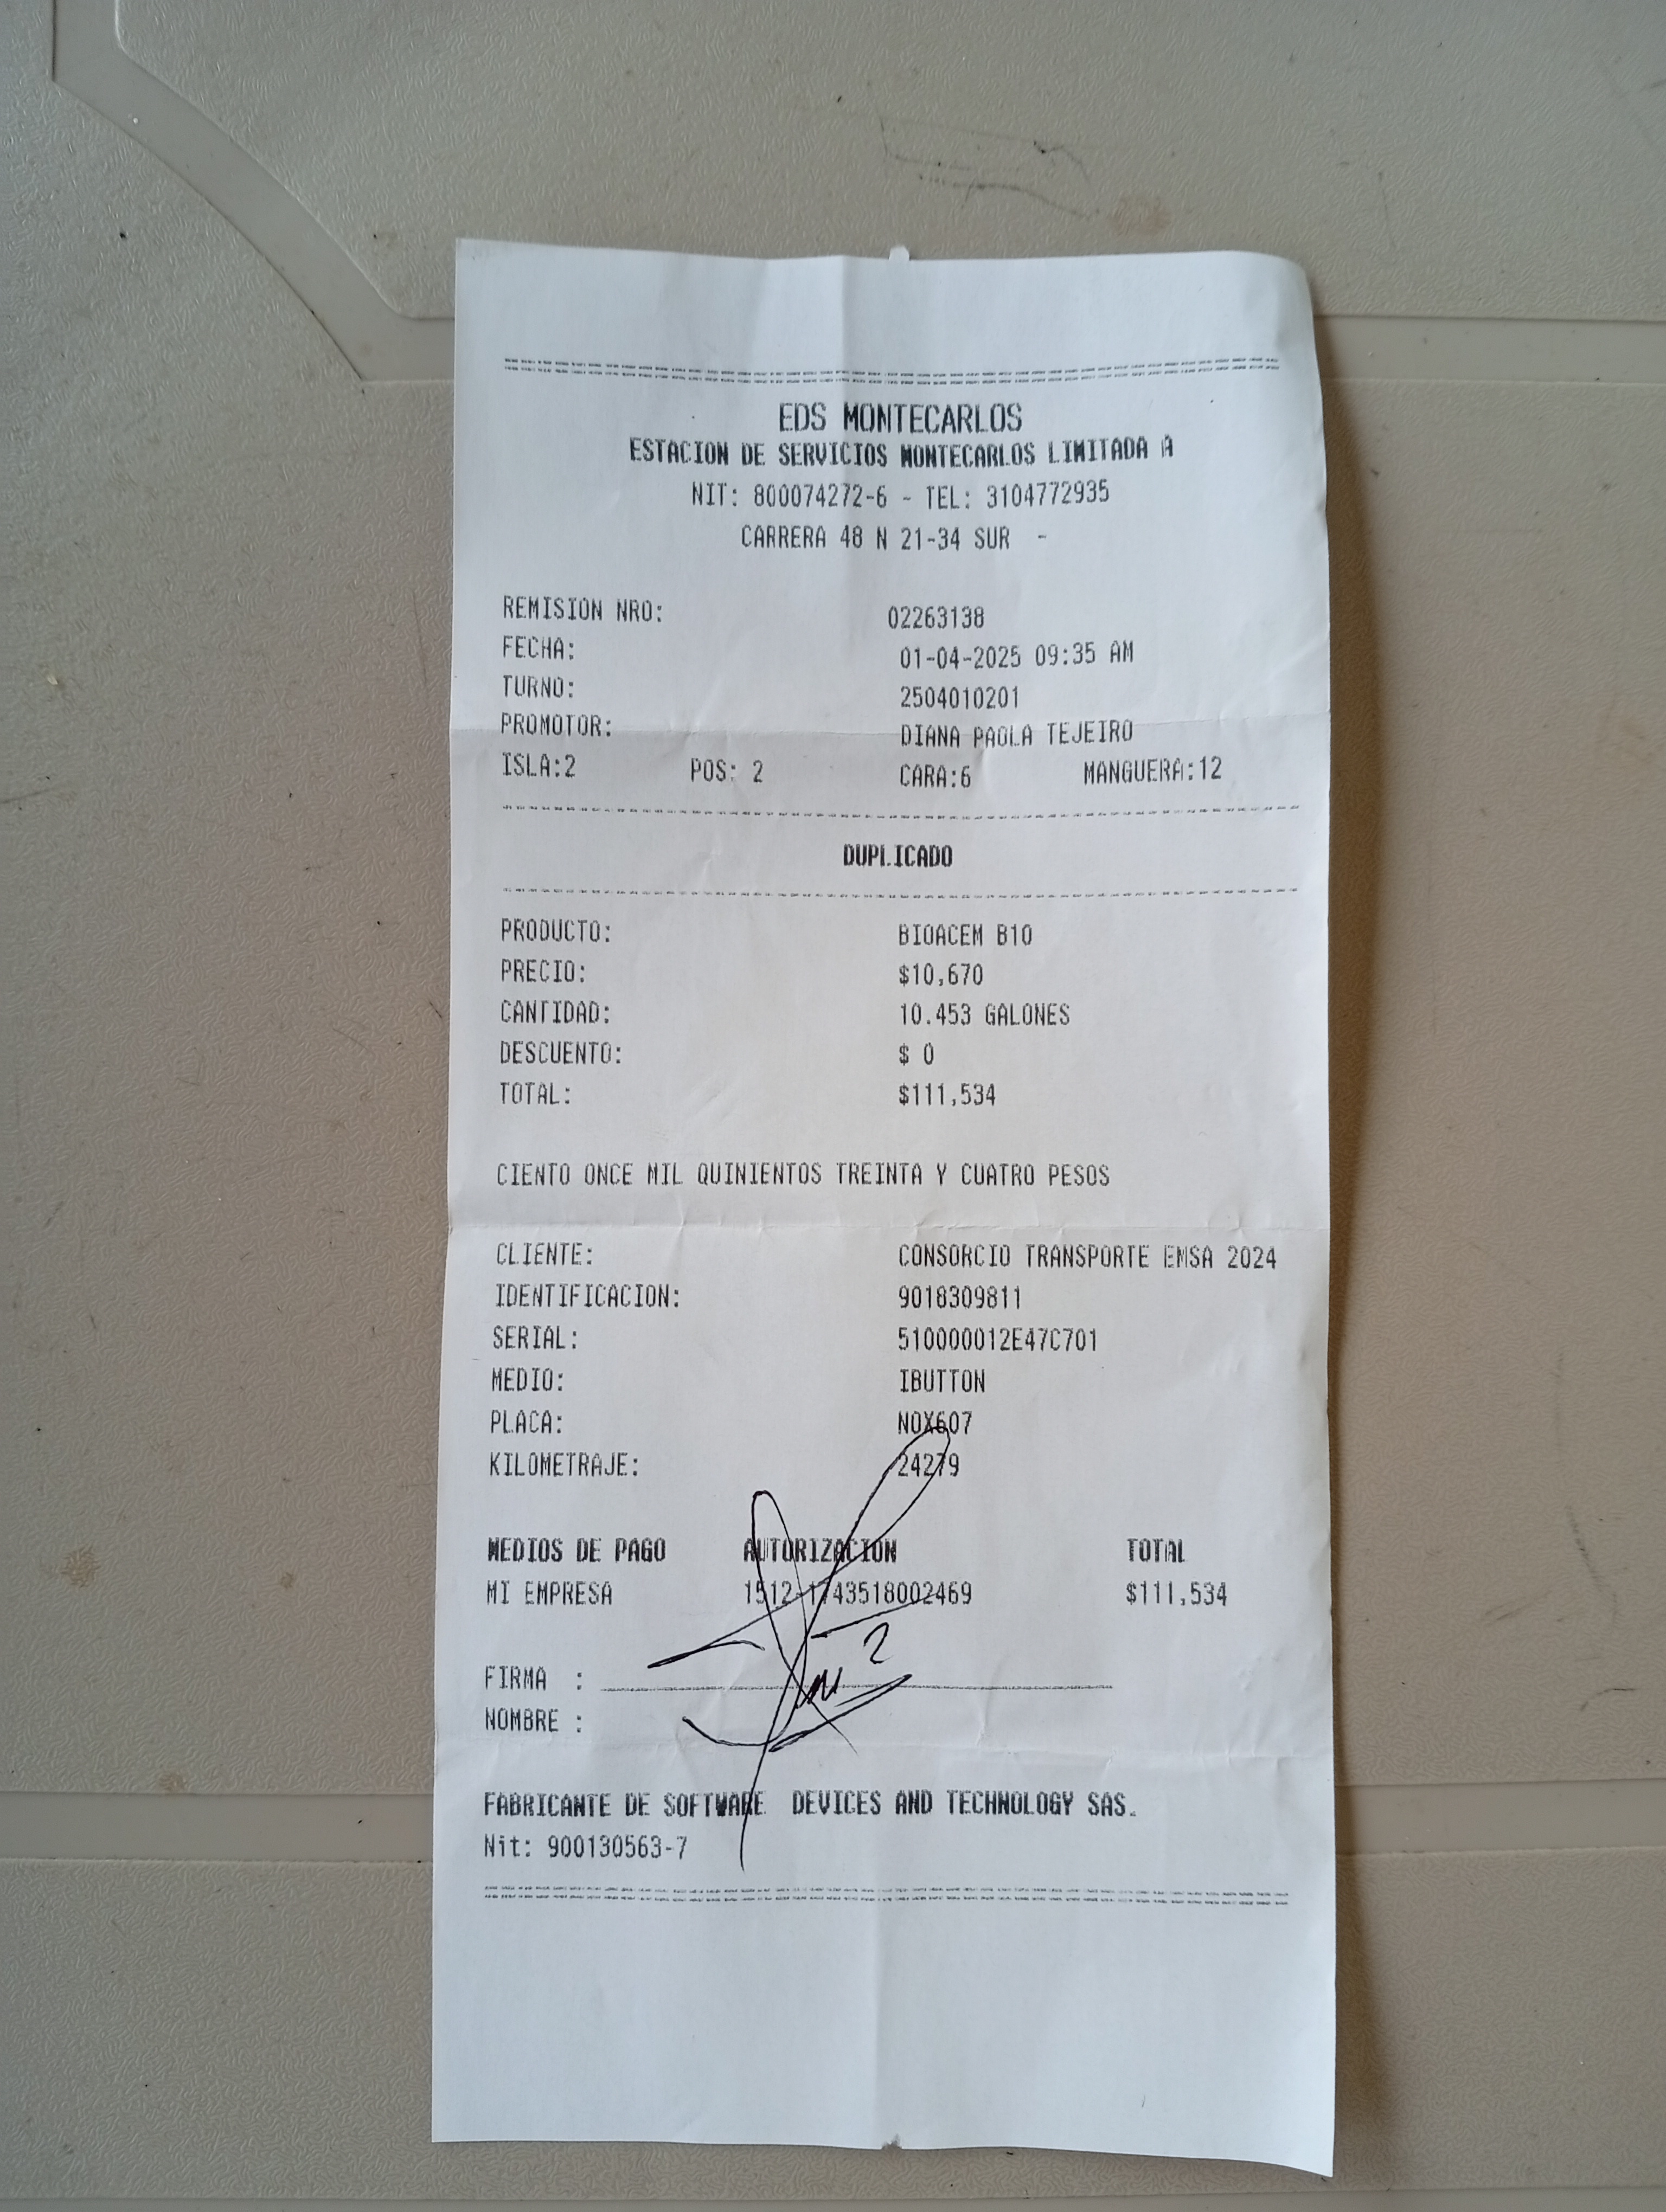 EDS MONTECARLOS
ESTACION DE SERVICIOS MONTECARLOS LIMITADA A
NIT: 800074272-6 - TEL: 3104772935
CARRERA 48 N 21-34 SUR -
REMISION NRO: 02263138
FECHA: 01-04-2025 09:35 AM
TURNO: 2504010201
PROMOTOR: DIANA PAOLA TEJEIRO
ISLA:2 POS: 2 CARA:6 MANGUERA:12
DUPLICADO
PRODUCTO: BIOACEM B10
PRECIO: $10,670
CANTIDAD: 10.453 GALONES
DESCUENTO: $ 0
TOTAL: $111,534
CIENTO ONCE MIL QUINIENTOS TREINTA Y CUATRO PESOS
CLIENTE: CONSORCIO TRANSPORTE EMSA 2024
IDENTIFICACION: 9018309811
SERIAL: 510000012E47C701
MEDIO: IBUTTON
PLACA: NOX607
KILOMETRAJE: 24279
MEDIOS DE PAGO AUTORIZACION TOTAL
MI EMPRESA 1512-1743518002469 $111,534
FIRMA :
NOMBRE :
FABRICANTE DE SOFTWARE DEVICES AND TECHNOLOGY SAS.
Nit: 900130563-7